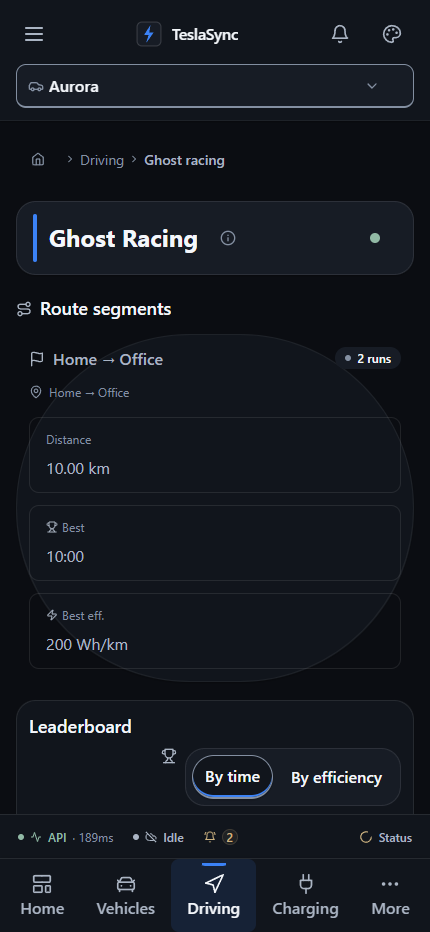 TeslaSync
Aurora
Driving
Ghost racing
Ghost Racing
Route segments
Home → Office
2 runs
Home → Office
Distance
10.00 km
Best
10:00
Best eff.
200 Wh/km
Leaderboard
By time
By efficiency
API · 189ms
Idle
2
Status
Home
Vehicles
Driving
Charging
More